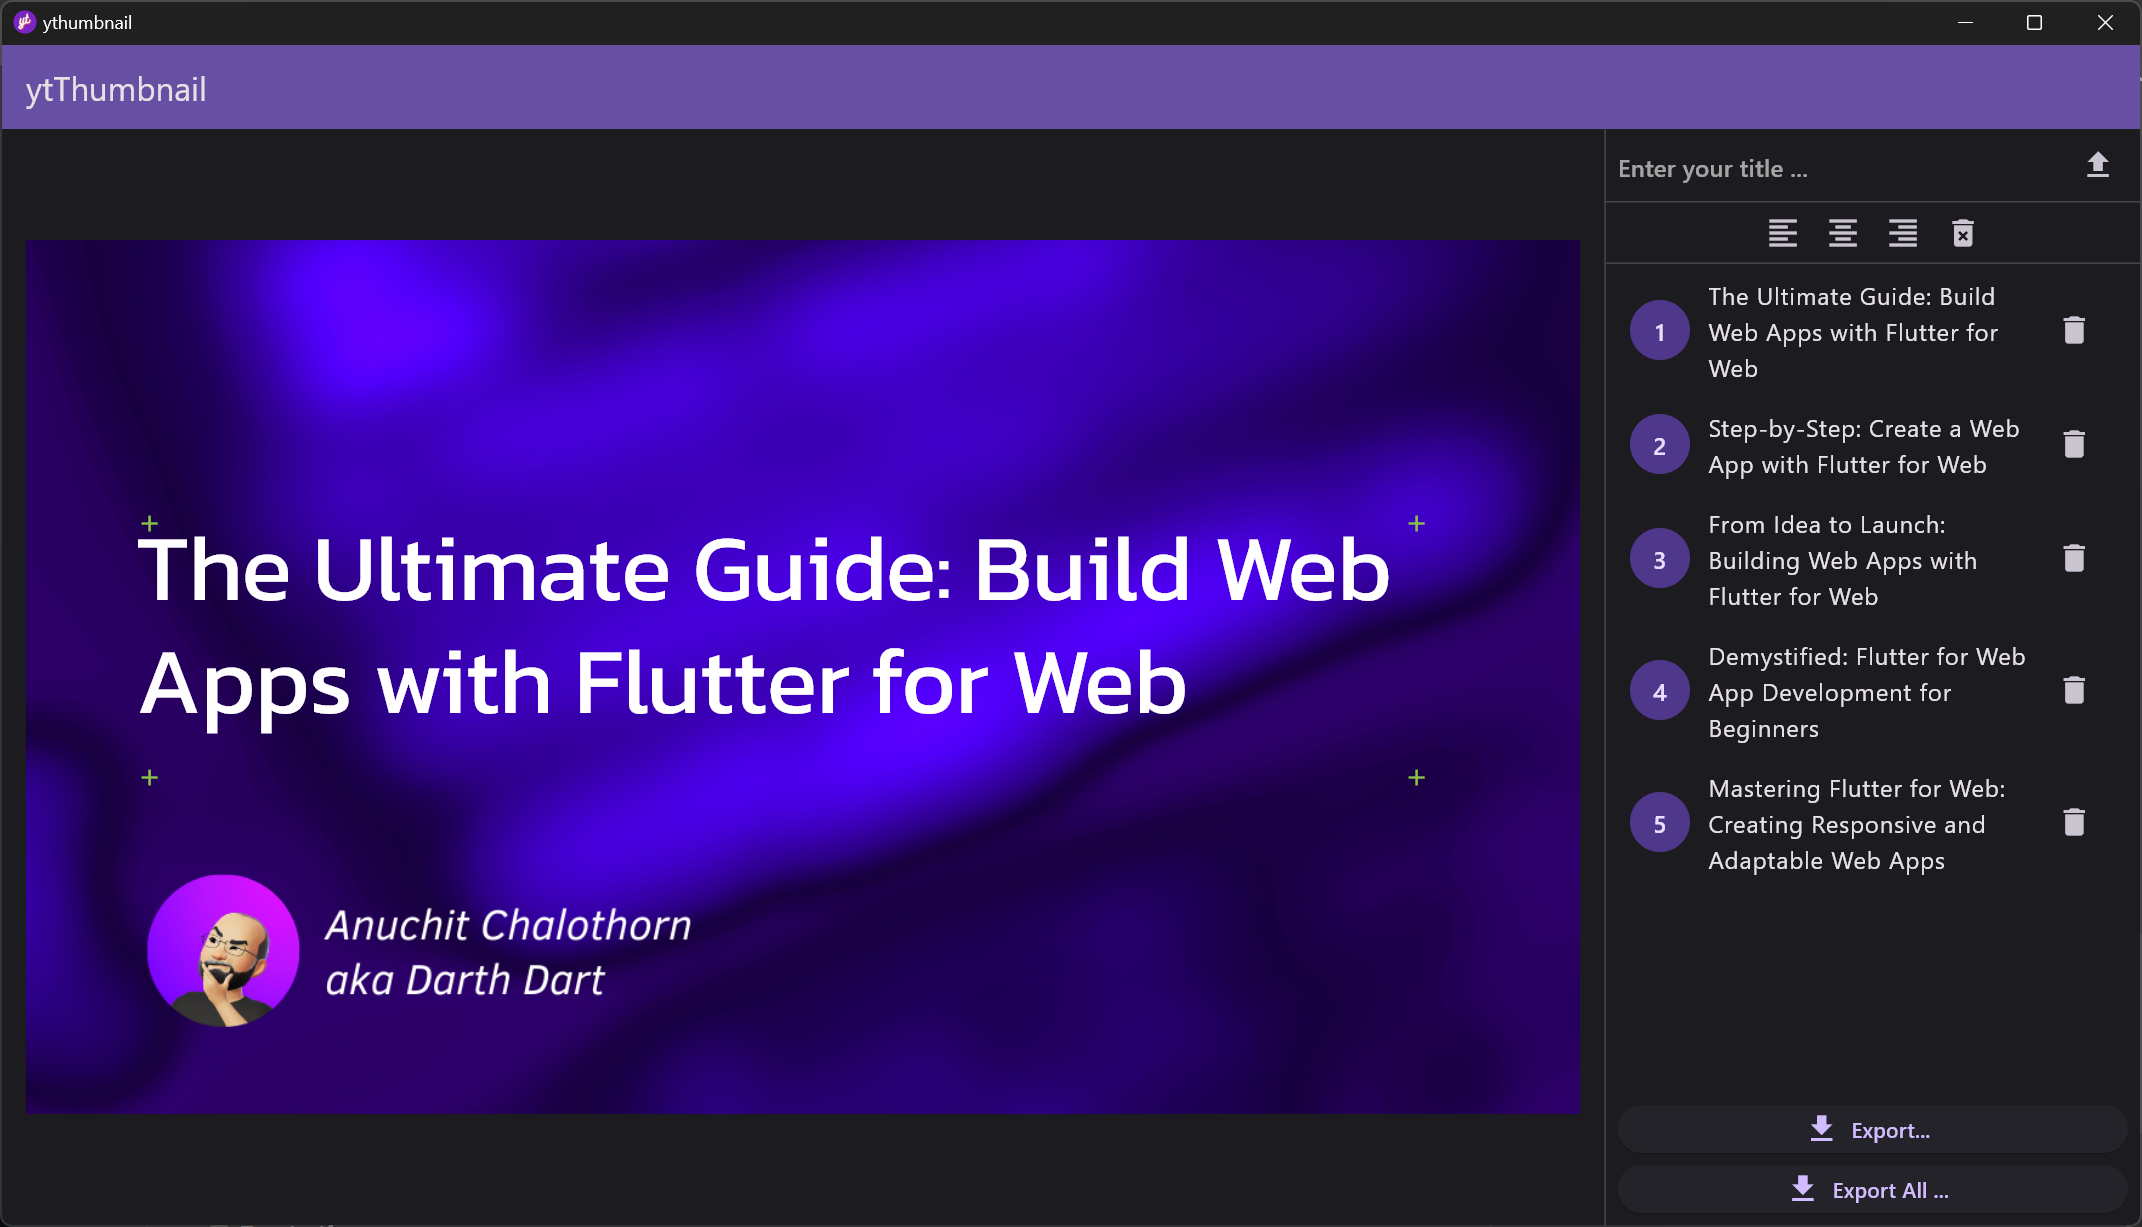 yt ythumbnail
ytThumbnail
Enter your title ...
The Ultimate Guide: Build Web
Apps with Flutter for Web
Anuchit Chalothorn
aka Darth Dart
1
The Ultimate Guide: Build
Web Apps with Flutter for
Web
2
Step-by-Step: Create a Web
App with Flutter for Web
3
From Idea to Launch:
Building Web Apps with
Flutter for Web
4
Demystified: Flutter for Web
App Development for
Beginners
5
Mastering Flutter for Web:
Creating Responsive and
Adaptable Web Apps
Export...
Export All ...